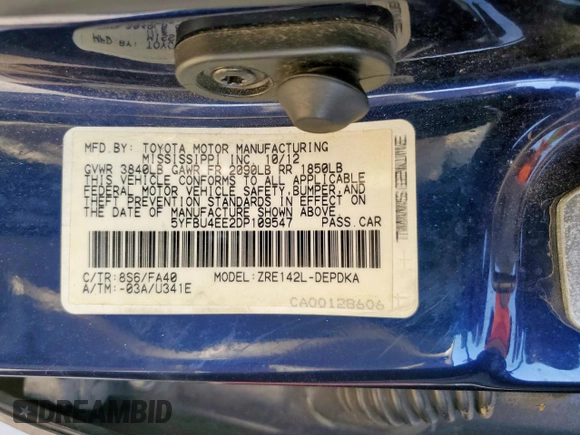 MFD.BY: TOYOTA MOTOR MANUFACTURING
MISSISSIPPI INC. 10/12
GVWR 3840LB GAWR FR 2090LB RR 1850LB
THIS VEHICLE CONFORMS TO ALL APPLICABLE
FEDERAL MOTOR VEHICLE SAFETY,BUMPER,AND
THEFT PREVENTION STANDARDS IN EFFECT
ON THE DATE OF MANUFACTURE SHOWN ABOVE.
5YFBU4EE2DP109547 PASS.CAR
C/TR:8S6/FA40 MODEL:ZRE142L-DEPDKA
A/TM:-03A/U341E
CA0012B606
DREAMBID